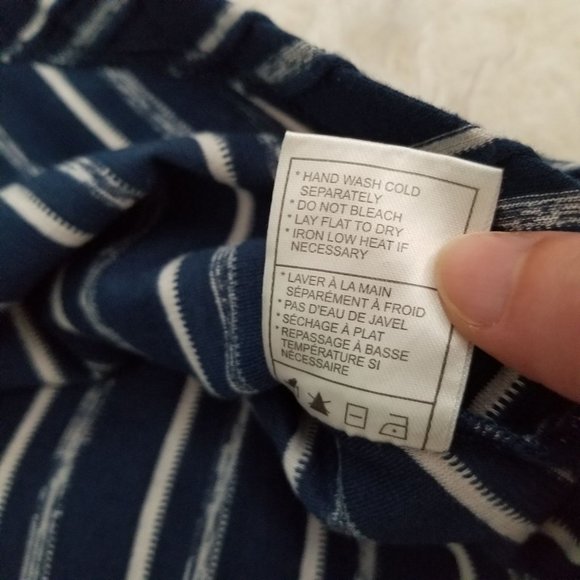 * HAND WASH COLD
SEPARATELY
* DO NOT BLEACH
* LAY FLAT TO DRY
* IRON LOW HEAT IF
NECESSARY
* LAVER À LA MAIN
SÉPARÉMENT À FROID
* PAS D'EAU DE JAVEL
* SÉCHAGE À PLAT
* REPASSAGE À BASSE
TEMPÉRATURE SI
NÉCESSAIRE